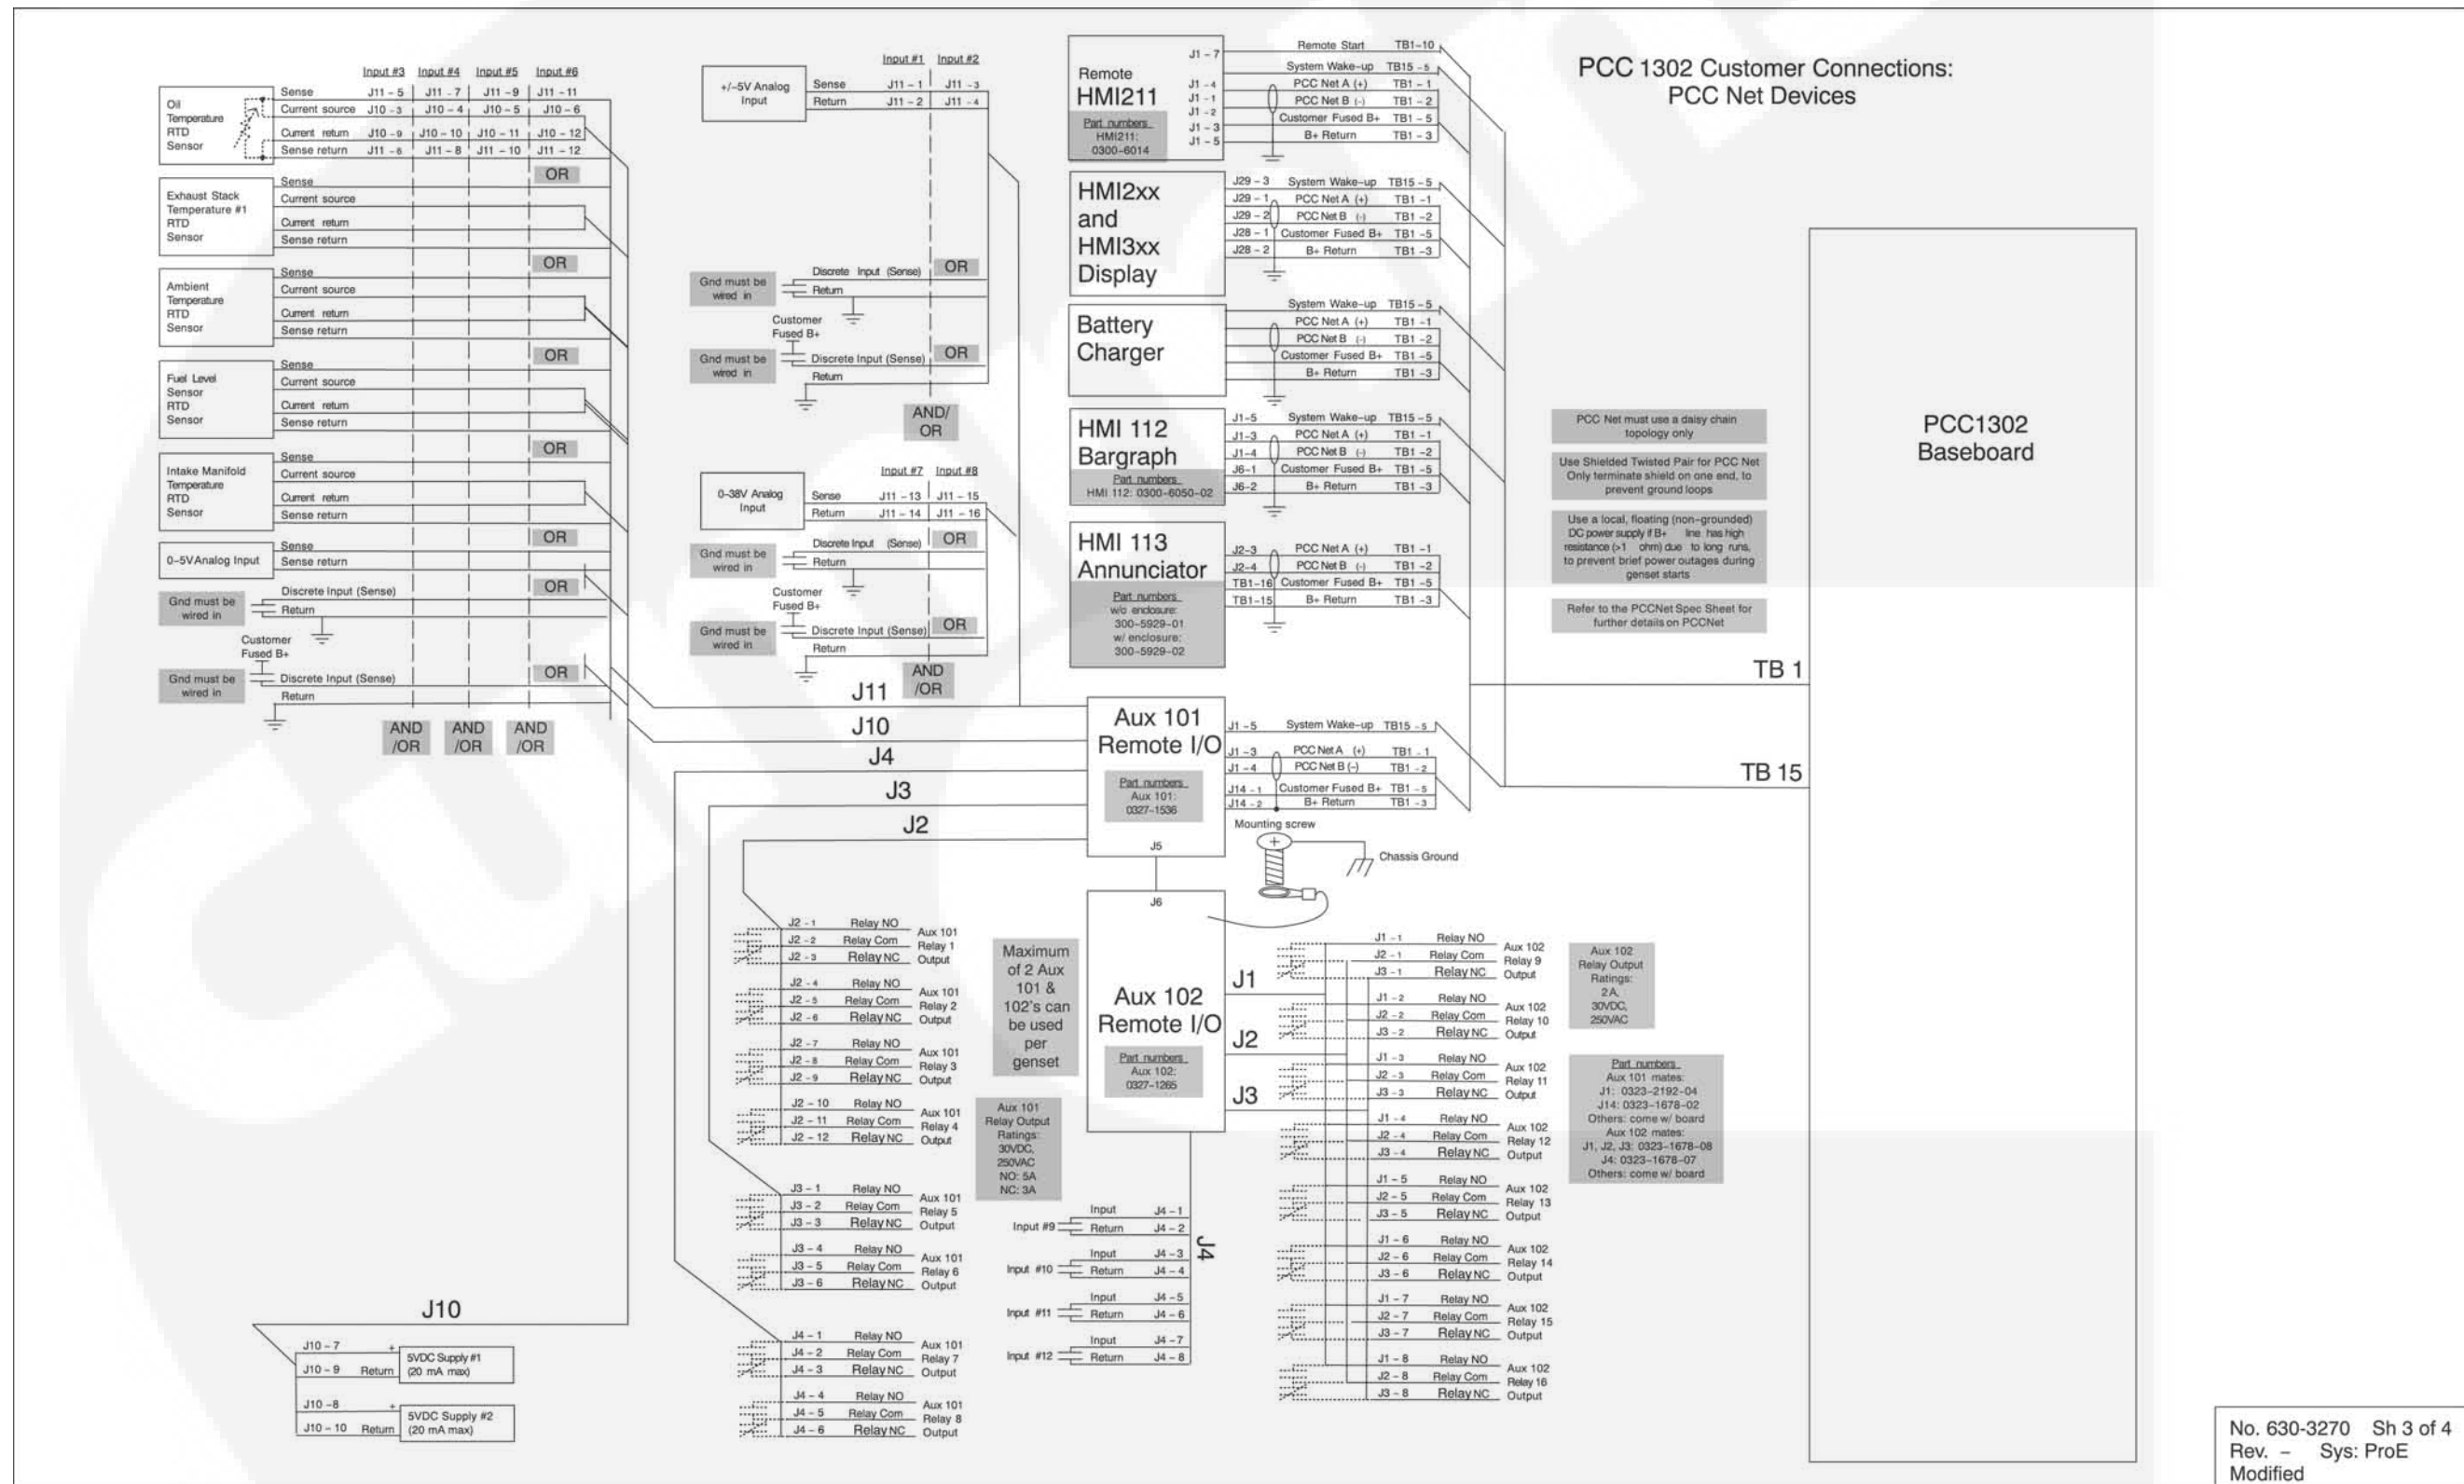 PCC 1302 Customer Connections:
PCC Net Devices
Input #3 Input #4 Input #5 Input #6
Oil
Temperature
RTD
Sensor
Sense J11 - 5 J11 - 7 J11 - 9 J11 - 11
Current source J10 - 3 J10 - 4 J10 - 5 J10 - 6
Current return J10 - 9 J10 - 10 J10 - 11 J10 - 12
Sense return J11 - 6 J11 - 8 J11 - 10 J11 - 12
OR
Exhaust Stack
Temperature #1
RTD
Sensor
Sense
Current source
Current return
Sense return
OR
Ambient
Temperature
RTD
Sensor
Sense
Current source
Current return
Sense return
OR
Fuel Level
Sensor
RTD
Sensor
Sense
Current source
Current return
Sense return
OR
Intake Manifold
Temperature
RTD
Sensor
Sense
Current source
Current return
Sense return
OR
0-5V Analog Input
Sense
Sense return
OR
Gnd must be
wired in
Discrete Input (Sense)
Return
Customer
Fused B+
Gnd must be
wired in
Discrete Input (Sense)
Return
OR
AND
/OR
AND
/OR
AND
/OR
Input #1 Input #2
+/-5V Analog
Input
Sense J11 - 1 J11 - 3
Return J11 - 2 J11 - 4
Gnd must be
wired in
Discrete Input (Sense) OR
Return
Customer
Fused B+
Gnd must be
wired in
Discrete Input (Sense) OR
Return
AND/
OR
Input #7 Input #8
0-38V Analog
Input
Sense J11 - 13 J11 - 15
Return J11 - 14 J11 - 16
Gnd must be
wired in
Discrete Input (Sense) OR
Return
Customer
Fused B+
Gnd must be
wired in
Discrete Input (Sense) OR
Return
AND
/OR
Remote
HMI211
Part numbers
HMI211:
0300-6014
J1 - 7
J1 - 4
J1 - 1
J1 - 2
J1 - 3
J1 - 5
Remote Start TB1-10
System Wake-up TB15 - 5
PCC Net A (+) TB1 - 1
PCC Net B (-) TB1 - 2
Customer Fused B+ TB1 - 5
B+ Return TB1 - 3
HMI2xx
and
HMI3xx
Display
J29 - 3 System Wake-up TB15 - 5
J29 - 1 PCC Net A (+) TB1 -1
J29 - 2 PCC Net B (-) TB1 -2
J28 - 1 Customer Fused B+ TB1 -5
J28 - 2 B+ Return TB1 -3
Battery
Charger
System Wake-up TB15 - 5
PCC Net A (+) TB1 -1
PCC Net B (-) TB1 -2
Customer Fused B+ TB1 -5
B+ Return TB1 -3
HMI 112
Bargraph
Part numbers
HMI 112: 0300-6050-02
J1-5 System Wake-up TB15 - 5
J1-3 PCC Net A (+) TB1 -1
J1-4 PCC Net B (-) TB1 -2
J6-1 Customer Fused B+ TB1 -5
J6-2 B+ Return TB1 -3
HMI 113
Annunciator
Part numbers
w/o enclosure:
300-5929-01
w/ enclosure:
300-5929-02
J2-3 PCC Net A (+) TB1 -1
J2-4 PCC Net B (-) TB1 -2
TB1-16 Customer Fused B+ TB1 -5
TB1-15 B+ Return TB1 -3
PCC Net must use a daisy chain
topology only
Use Shielded Twisted Pair for PCC Net
Only terminate shield on one end, to
prevent ground loops
Use a local, floating (non-grounded)
DC power supply if B+ line has high
resistance (>1 ohm) due to long runs,
to prevent brief power outages during
genset starts
Refer to the PCCNet Spec Sheet for
further details on PCCNet
PCC1302
Baseboard
TB 1
TB 15
J11
J10
J4
J3
J2
Aux 101
Remote I/O
Part numbers
Aux 101:
0327-1536
J5
J1 -5 System Wake-up TB15 - 5
J1 -3 PCC Net A (+) TB1 - 1
J1 -4 PCC Net B (-) TB1 - 2
J14 - 1 Customer Fused B+ TB1 - 5
J14 - 2 B+ Return TB1 - 3
Mounting screw
Chassis Ground
J6
Aux 102
Remote I/O
Part numbers
Aux 102:
0327-1265
J1
J2
J3
J4
J2 - 1 Relay NO
J2 - 2 Relay Com
J2 - 3 Relay NC
Aux 101
Relay 1
Output
J2 - 4 Relay NO
J2 - 5 Relay Com
J2 - 6 Relay NC
Aux 101
Relay 2
Output
J2 - 7 Relay NO
J2 - 8 Relay Com
J2 - 9 Relay NC
Aux 101
Relay 3
Output
J2 - 10 Relay NO
J2 - 11 Relay Com
J2 - 12 Relay NC
Aux 101
Relay 4
Output
J3 - 1 Relay NO
J3 - 2 Relay Com
J3 - 3 Relay NC
Aux 101
Relay 5
Output
J3 - 4 Relay NO
J3 - 5 Relay Com
J3 - 6 Relay NC
Aux 101
Relay 6
Output
J4 - 1 Relay NO
J4 - 2 Relay Com
J4 - 3 Relay NC
Aux 101
Relay 7
Output
J4 - 4 Relay NO
J4 - 5 Relay Com
J4 - 6 Relay NC
Aux 101
Relay 8
Output
Maximum
of 2 Aux
101 &
102's can
be used
per
genset
Aux 101
Relay Output
Ratings:
30VDC,
250VAC
NO: 5A
NC: 3A
Input #9
Input J4 - 1
Return J4 - 2
Input #10
Input J4 - 3
Return J4 - 4
Input #11
Input J4 - 5
Return J4 - 6
Input #12
Input J4 - 7
Return J4 - 8
J1 - 1 Relay NO
J2 - 1 Relay Com
J3 - 1 Relay NC
Aux 102
Relay 9
Output
J1 - 2 Relay NO
J2 - 2 Relay Com
J3 - 2 Relay NC
Aux 102
Relay 10
Output
J1 - 3 Relay NO
J2 - 3 Relay Com
J3 - 3 Relay NC
Aux 102
Relay 11
Output
J1 - 4 Relay NO
J2 - 4 Relay Com
J3 - 4 Relay NC
Aux 102
Relay 12
Output
J1 - 5 Relay NO
J2 - 5 Relay Com
J3 - 5 Relay NC
Aux 102
Relay 13
Output
J1 - 6 Relay NO
J2 - 6 Relay Com
J3 - 6 Relay NC
Aux 102
Relay 14
Output
J1 - 7 Relay NO
J2 - 7 Relay Com
J3 - 7 Relay NC
Aux 102
Relay 15
Output
J1 - 8 Relay NO
J2 - 8 Relay Com
J3 - 8 Relay NC
Aux 102
Relay 16
Output
Aux 102
Relay Output
Ratings:
2A,
30VDC,
250VAC
Part numbers
Aux 101 mates:
J1: 0323-2192-04
J14: 0323-1678-02
Others: come w/ board
Aux 102 mates:
J1, J2, J3: 0323-1678-08
J4: 0323-1678-07
Others: come w/ board
J10
J10 - 7 +
J10 - 9 Return
5VDC Supply #1
(20 mA max)
J10 -8 +
J10 - 10 Return
5VDC Supply #2
(20 mA max)
No. 630-3270 Sh 3 of 4
Rev. - Sys: ProE
Modified